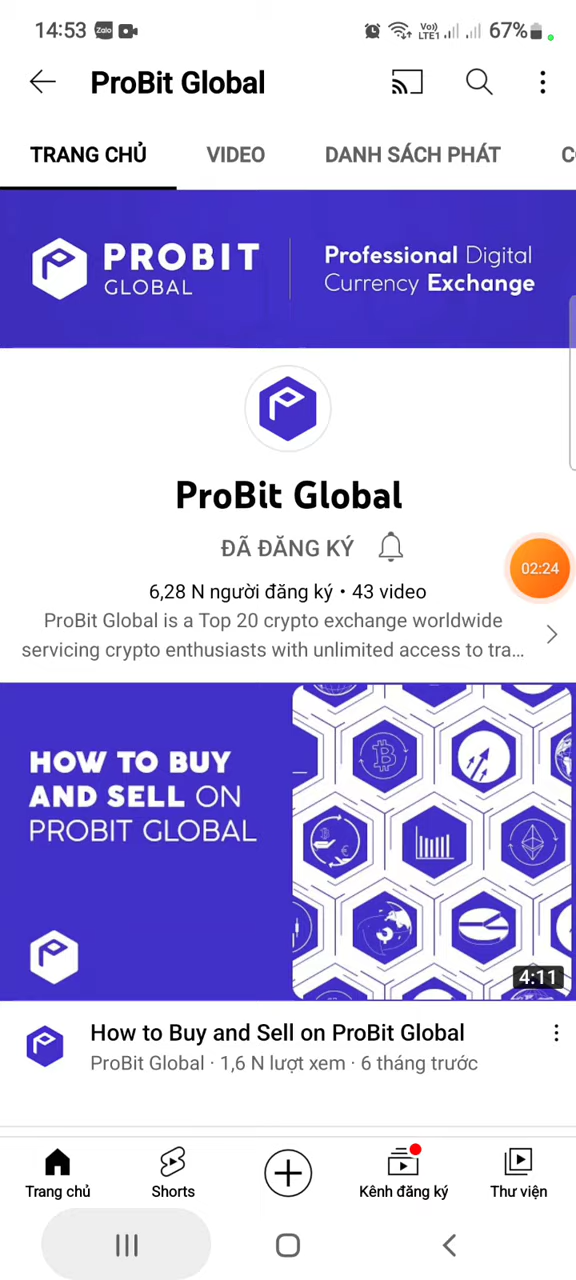 14:53 Zalo Vo) LTE1 67%
ProBit Global
TRANG CHỦ VIDEO DANH SÁCH PHÁT C
PROBIT
GLOBAL
Professional Digital
Currency Exchange
ProBit Global
ĐÃ ĐĂNG KÝ
02:24
6,28 N người đăng ký • 43 video
ProBit Global is a Top 20 crypto exchange worldwide
servicing crypto enthusiasts with unlimited access to tra...
HOW TO BUY
AND SELL ON
PROBIT GLOBAL
4:11
How to Buy and Sell on ProBit Global
ProBit Global · 1,6 N lượt xem · 6 tháng trước
Trang chủ Shorts Kênh đăng ký Thư viện